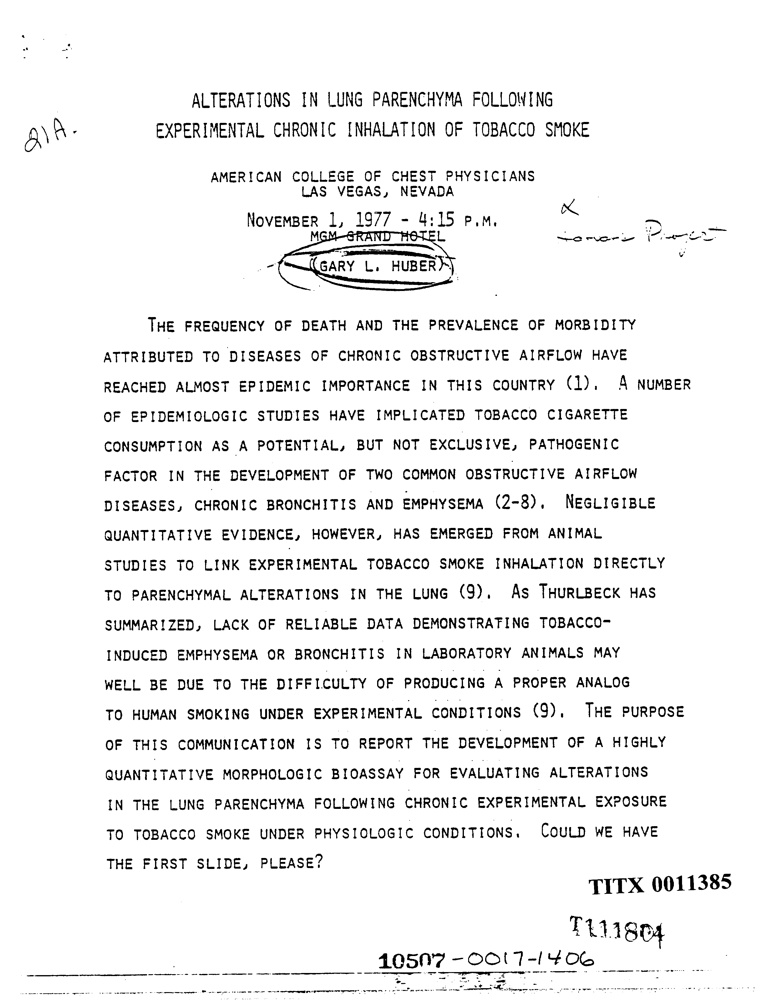 ALTERATIONS IN LUNG PARENCHYMA FOLLOWING
EXPERIMENTAL CHRONIC INHALATION OF TOBACCO SMOKE
21A.
AMERICAN COLLEGE OF CHEST PHYSICIANS
LAS VEGAS, NEVADA
NOVEMBER 1, 1977 - 4:15 P.M.
MGM GRAND HOTEL
Project
(GARY L. HUBER)
THE FREQUENCY OF DEATH AND THE PREVALENCE OF MORBIDITY
ATTRIBUTED TO DISEASES OF CHRONIC OBSTRUCTIVE AIRFLOW HAVE
REACHED ALMOST EPIDEMIC IMPORTANCE IN THIS COUNTRY (1). A NUMBER
OF EPIDEMIOLOGIC STUDIES HAVE IMPLICATED TOBACCO CIGARETTE
CONSUMPTION AS A POTENTIAL, BUT NOT EXCLUSIVE, PATHOGENIC
FACTOR IN THE DEVELOPMENT OF TWO COMMON OBSTRUCTIVE AIRFLOW
DISEASES, CHRONIC BRONCHITIS AND EMPHYSEMA (2-8). NEGLIGIBLE
QUANTITATIVE EVIDENCE, HOWEVER, HAS EMERGED FROM ANIMAL
STUDIES TO LINK EXPERIMENTAL TOBACCO SMOKE INHALATION DIRECTLY
TO PARENCHYMAL ALTERATIONS IN THE LUNG (9). AS THURLBECK HAS
SUMMARIZED, LACK OF RELIABLE DATA DEMONSTRATING TOBACCO-
INDUCED EMPHYSEMA OR BRONCHITIS IN LABORATORY ANIMALS MAY
WELL BE DUE TO THE DIFFICULTY OF PRODUCING A PROPER ANALOG
TO HUMAN SMOKING UNDER EXPERIMENTAL CONDITIONS (9). THE PURPOSE
OF THIS COMMUNICATION IS TO REPORT THE DEVELOPMENT OF A HIGHLY
QUANTITATIVE MORPHOLOGIC BIOASSAY FOR EVALUATING ALTERATIONS
IN THE LUNG PARENCHYMA FOLLOWING CHRONIC EXPERIMENTAL EXPOSURE
TO TOBACCO SMOKE UNDER PHYSIOLOGIC CONDITIONS. COULD WE HAVE
THE FIRST SLIDE, PLEASE?
TITX 0011385
T111804
10507-0017-1406